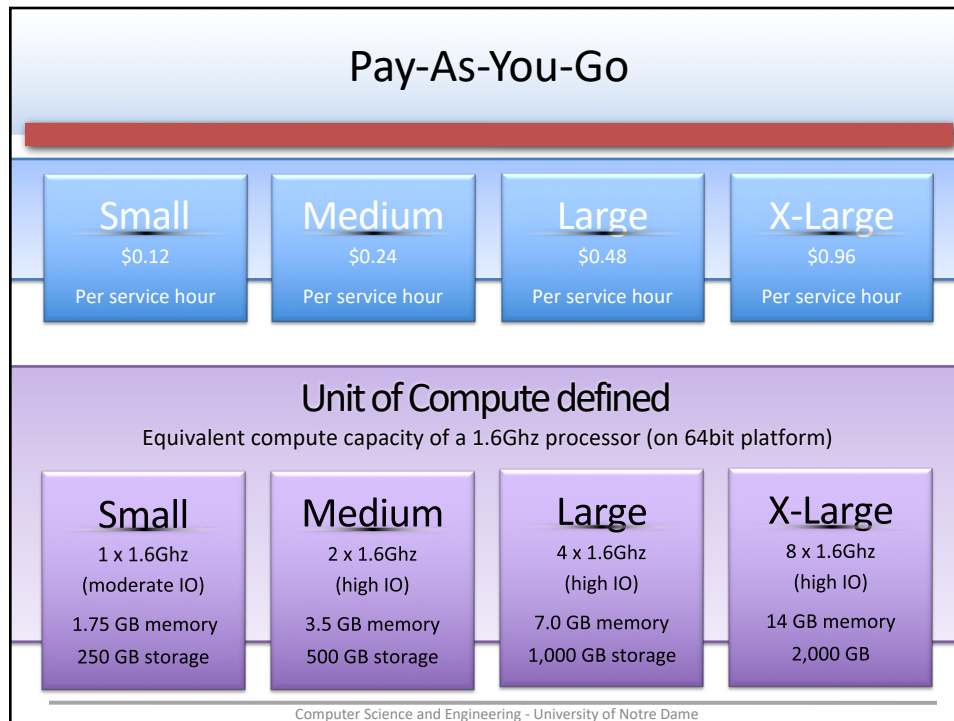 Pay-As-You-Go
Small
$0.12
Per service hour
Medium
$0.24
Per service hour
Large
$0.48
Per service hour
X-Large
$0.96
Per service hour
Unit of Compute defined
Equivalent compute capacity of a 1.6Ghz processor (on 64bit platform)
Small
1 x 1.6Ghz
(moderate IO)
1.75 GB memory
250 GB storage
Medium
2 x 1.6Ghz
(high IO)
3.5 GB memory
500 GB storage
Large
4 x 1.6Ghz
(high IO)
7.0 GB memory
1,000 GB storage
X-Large
8 x 1.6Ghz
(high IO)
14 GB memory
2,000 GB
Computer Science and Engineering - University of Notre Dame